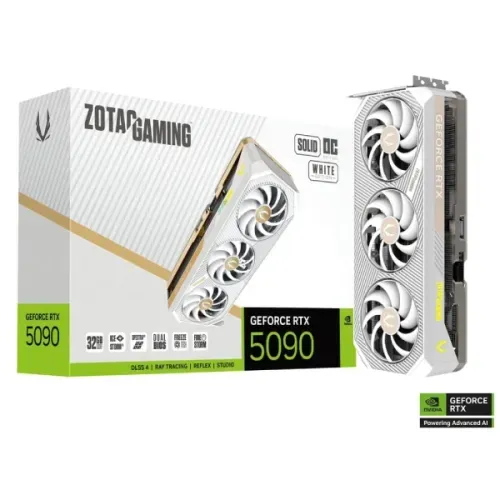 ZOTAC GAMING
SOLID OC
WHITE
GEFORCE RTX
5090
GEFORCE RTX
5090
32GB
DUAL BIOS
DLSS 4 | RAY TRACING | REFLEX | STUDIO
GEFORCE RTX
NVIDIA
GEFORCE
RTX
Powering Advanced AI